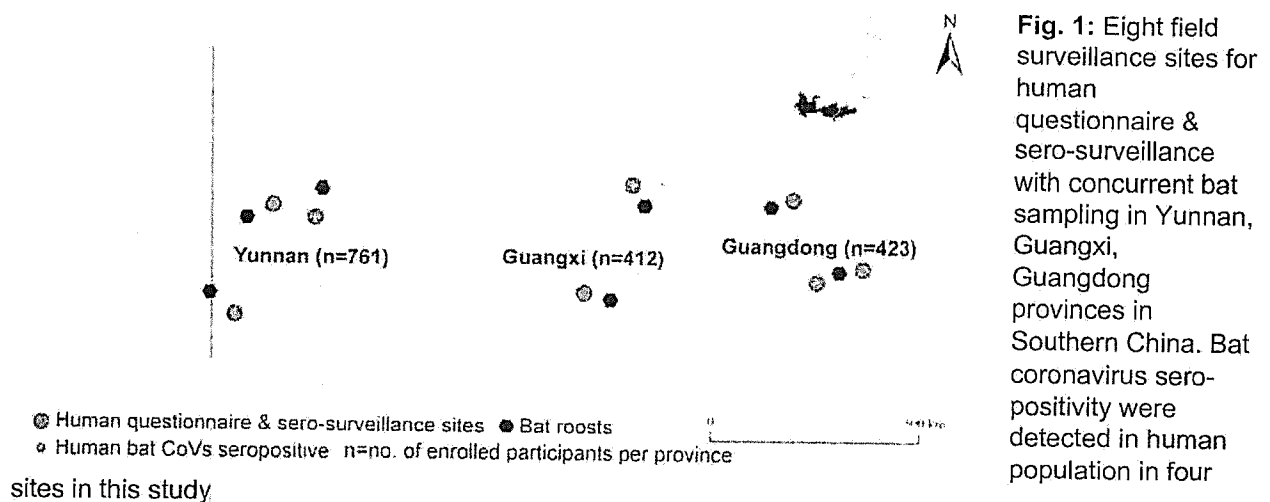 N
Yunnan (n=761)
Guangxi (n=412)
Guangdong (n=423)
Human questionnaire & sero-surveillance sites
Bat roosts
Human bat CoVs seropositive n=no. of enrolled participants per province
0
km
Fig. 1: Eight field
surveillance sites for
human
questionnaire &
sero-surveillance
with concurrent bat
sampling in Yunnan,
Guangxi,
Guangdong
provinces in
Southern China. Bat
coronavirus sero-
positivity were
detected in human
population in four
sites in this study